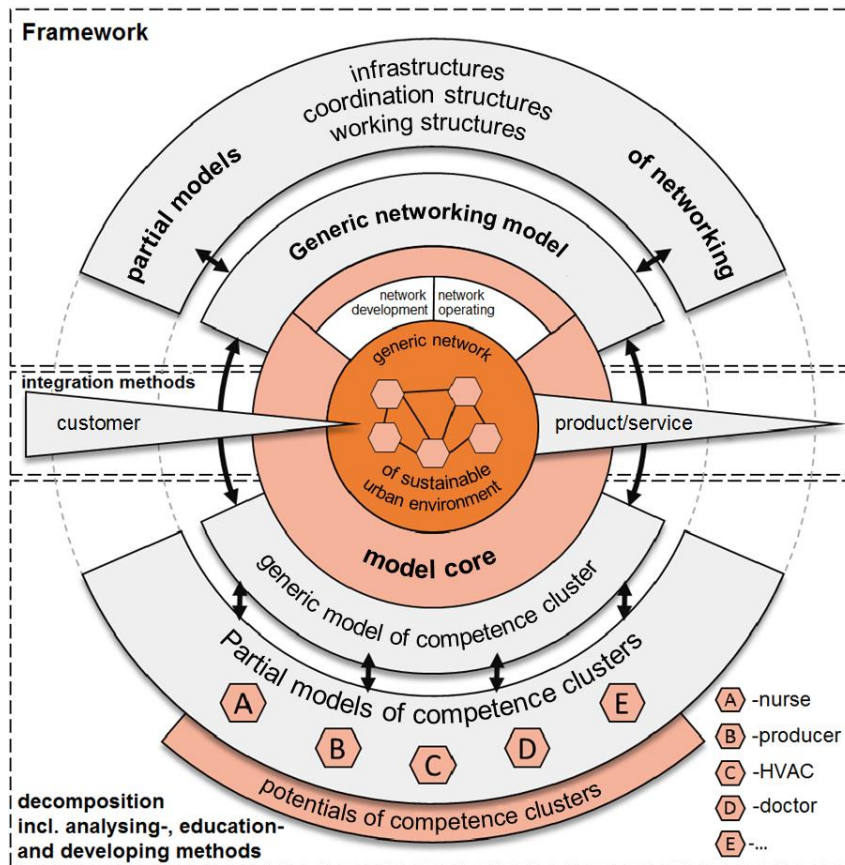 Framework
infrastructures
coordination structures
working structures
partial models
of networking
Generic networking model
network
development
network
operating
generic network
integration methods
customer
product/service
of sustainable
urban environment
model core
generic model of competence cluster
Partial models of competence clusters
A
B
C
D
E
potentials of competence clusters
A -nurse
B -producer
C -HVAC
D -doctor
E -...
decomposition
incl. analysing-, education-
and developing methods